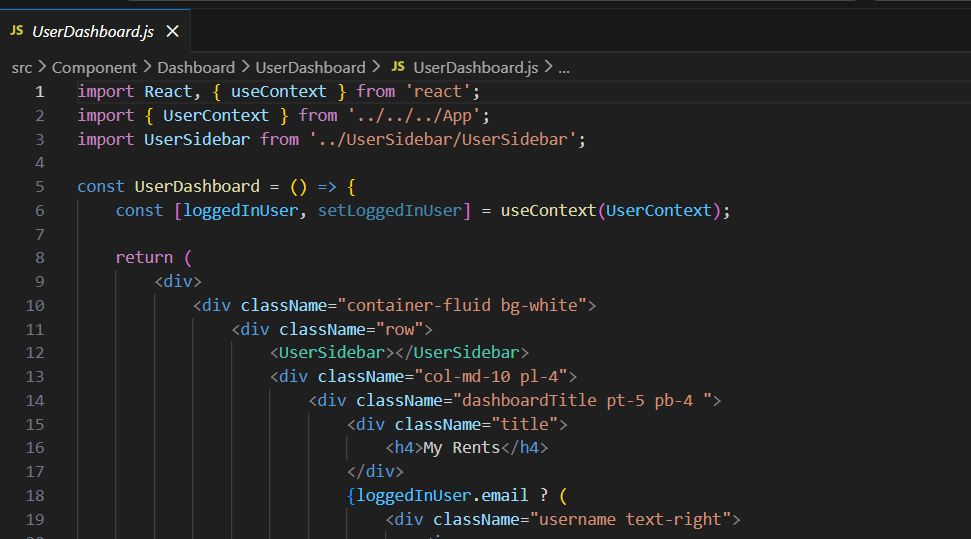 JS UserDashboard.js ×
src > Component > Dashboard > UserDashboard > JS UserDashboard.js > ...
1 import React, { useContext } from 'react';
2 import { UserContext } from '../../../App';
3 import UserSidebar from '../UserSidebar/UserSidebar';
4
5 const UserDashboard = () => {
6 const [loggedInUser, setLoggedInUser] = useContext(UserContext);
7
8 return (
9 <div>
10 <div className="container-fluid bg-white">
11 <div className="row">
12 <UserSidebar></UserSidebar>
13 <div className="col-md-10 pl-4">
14 <div className="dashboardTitle pt-5 pb-4 ">
15 <div className="title">
16 <h4>My Rents</h4>
17 </div>
18 {loggedInUser.email ? (
19 <div className="username text-right">